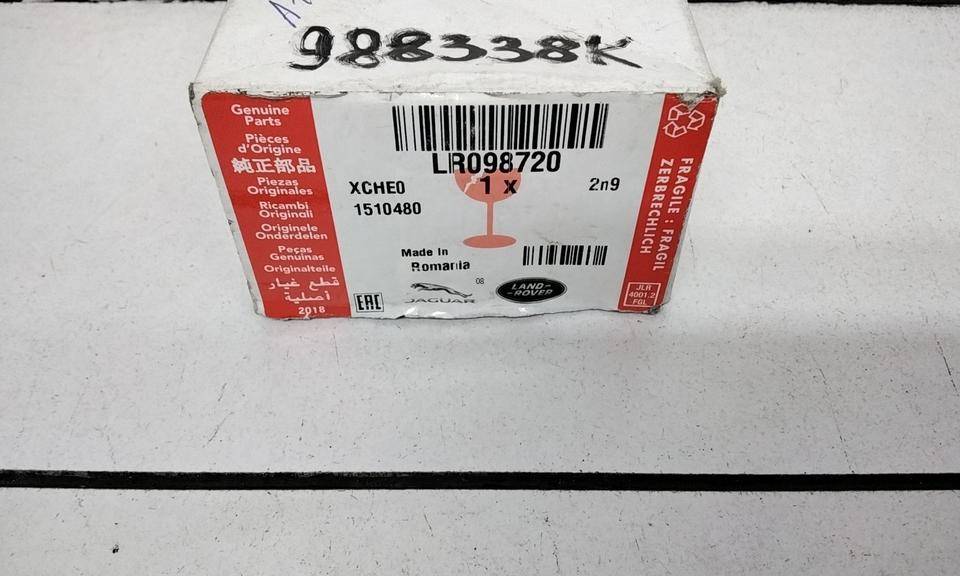 988338K
Genuine
Parts
Pièces
d'Origine
純正部品
Piezas
Originales
Ricambi
Originali
Originele
Onderdelen
Peças
Genuinas
Originalteile
قطع غيار
أصلية
2018
LR098720
XCHE0
1 x
2n9
1510480
Made In
Romania
EAC
JAGUAR
08
LAND-
-ROVER
FRAGILE : FRAGIL
ZERBRECHLICH
JLR
4001.2
FGL